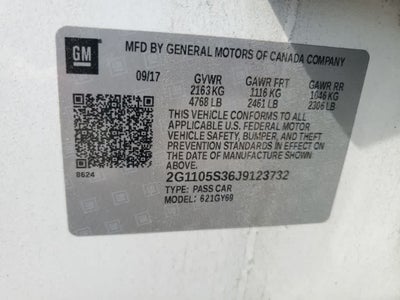 GM
MFD BY GENERAL MOTORS OF CANADA COMPANY
09/17 GVWR GAWR FRT GAWR RR
2163 KG 1116 KG 1046 KG
4768 LB 2461 LB 2306 LB
THIS VEHICLE CONFORMS TO ALL
APPLICABLE U.S. FEDERAL MOTOR
VEHICLE SAFETY, BUMPER, AND THEFT
PREVENTION STANDARDS IN EFFECT ON
THE DATE OF MANUFACTURE SHOWN
ABOVE.
8624
2G1105S36J9123732
TYPE: PASS CAR
MODEL: 621GY69